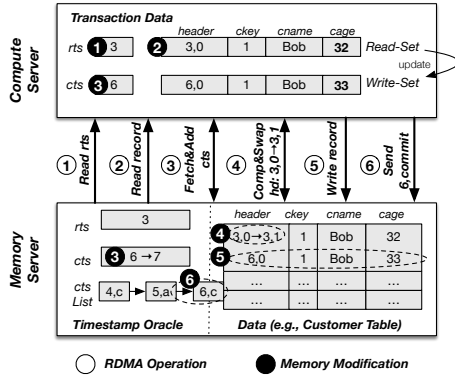 Compute Server
Transaction Data
header ckey cname cage
rts 1 3 2 3,0 1 Bob 32 Read-Set
update
cts 3 6 6,0 1 Bob 33 Write-Set
1 Read rts
2 Read record
3 Fetch&Add cts
4 Comp&Swap hd: 3,0→3,1
5 Write record
6 Send 6,commit
Memory Server
header ckey cname cage
rts 3
4 3,0→3,1 1 Bob 32
cts 3 6→7
5 6,0 1 Bob 33
6
... ... ... ...
cts List 4,c 5,a 6,c
... ... ... ...
Timestamp Oracle Data (e.g., Customer Table)
RDMA Operation Memory Modification